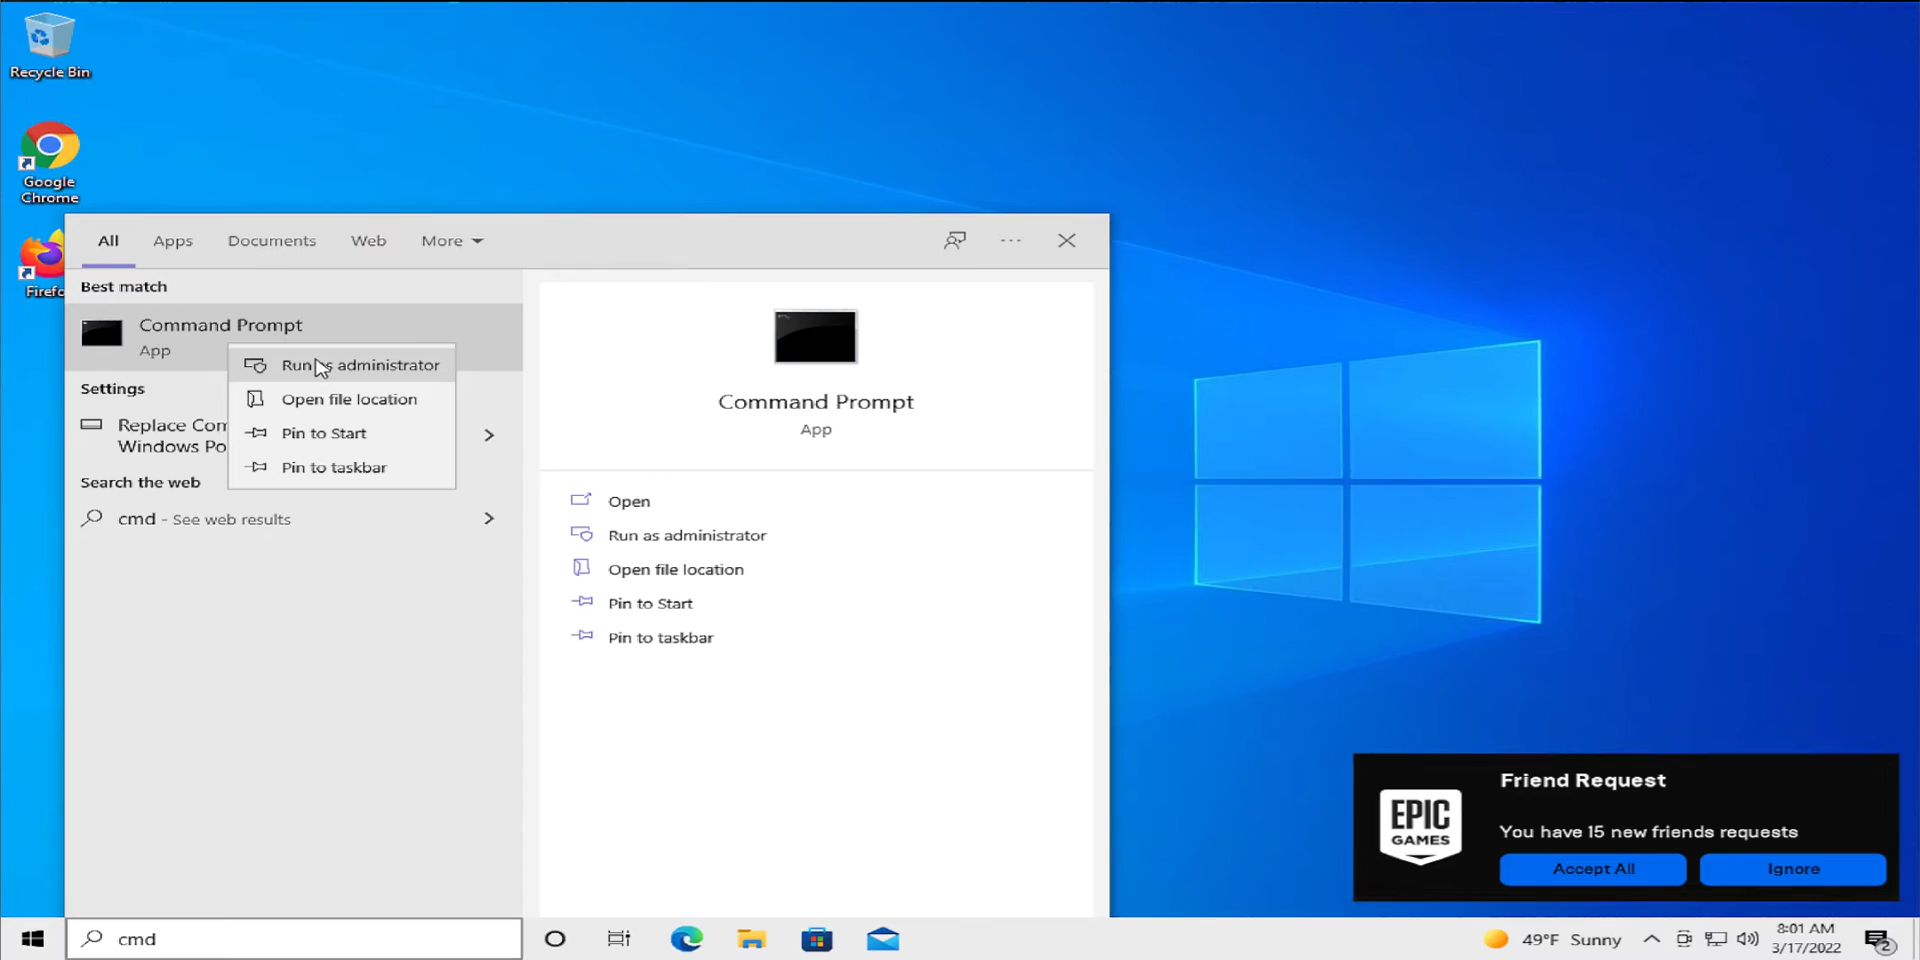 Recycle Bin
Google
Chrome
Firefo
All
Apps
Documents
Web
More
Best match
Command Prompt
App
Run as administrator
Open file location
Pin to Start
Pin to taskbar
Settings
Replace Com
Windows Po
Search the web
cmd - See web results
Command Prompt
App
Open
Run as administrator
Open file location
Pin to Start
Pin to taskbar
EPIC
GAMES
Friend Request
You have 15 new friends requests
Accept All
Ignore
cmd
49°F Sunny
8:01 AM
3/17/2022
2